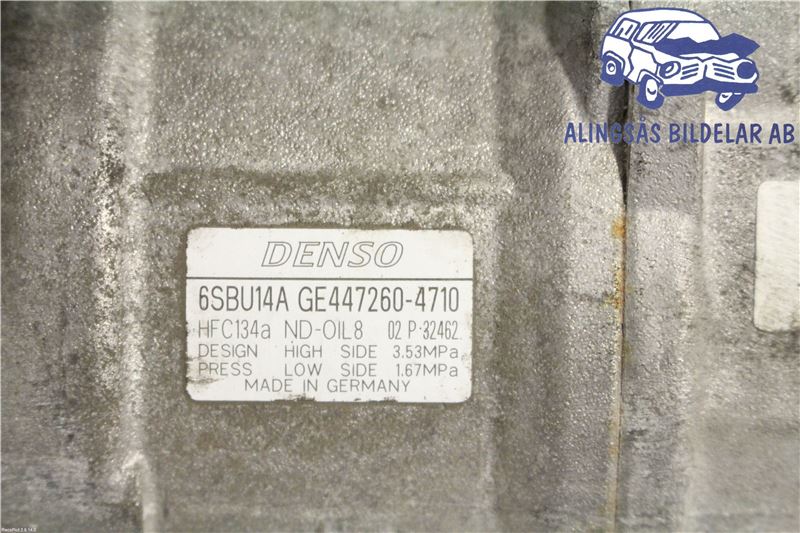 ALINGSÅS BILDELAR AB
DENSO
6SBU14A GE447260-4710
HFC134a ND-OIL8 02 P·32462
DESIGN HIGH SIDE 3.53MPa
PRESS LOW SIDE 1.67MPa
MADE IN GERMANY